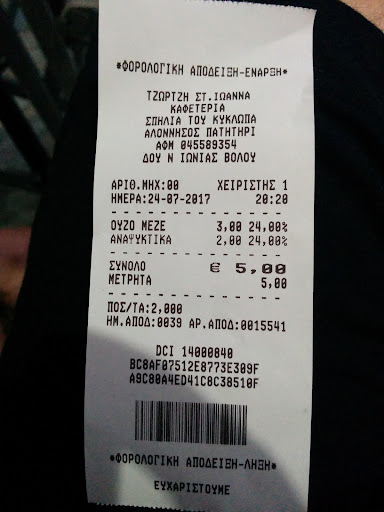 *ΦΟΡΟΛΟΓΙΚΗ ΑΠΟΔΕΙΞΗ-ΕΝΑΡΞΗ*
ΤΖΩΡΤΖΗ ΣΤ.ΙΩΑΝΝΑ
ΚΑΦΕΤΕΡΙΑ
ΣΠΗΛΙΑ ΤΟΥ ΚΥΚΛΩΠΑ
ΑΛΟΝΝΗΣΟΣ ΠΑΤΗΤΗΡΙ
ΑΦΜ 045589354
ΔΟΥ Ν ΙΩΝΙΑΣ ΒΟΛΟΥ
ΑΡΙΘ.ΜΗΧ:00 ΧΕΙΡΙΣΤΗΣ 1
ΗΜΕΡΑ:24-07-2017 20:20
ΟΥΖΟ ΜΕΖΕ 3,00 24,00%
ΑΝΑΨΥΚΤΙΚΑ 2,00 24,00%
ΣΥΝΟΛΟ € 5,00
ΜΕΤΡΗΤΑ 5,00
ΠΟΣ/ΤΑ:2,000
ΗΜ.ΑΠΟΔ:0039 ΑΡ.ΑΠΟΔ:0015541
DCI 14000840
BC8AF07512E8773E309F
A9C80A4ED41C8C38510F
*ΦΟΡΟΛΟΓΙΚΗ ΑΠΟΔΕΙΞΗ-ΛΗΞΗ*
ΕΥΧΑΡΙΣΤΟΥΜΕ